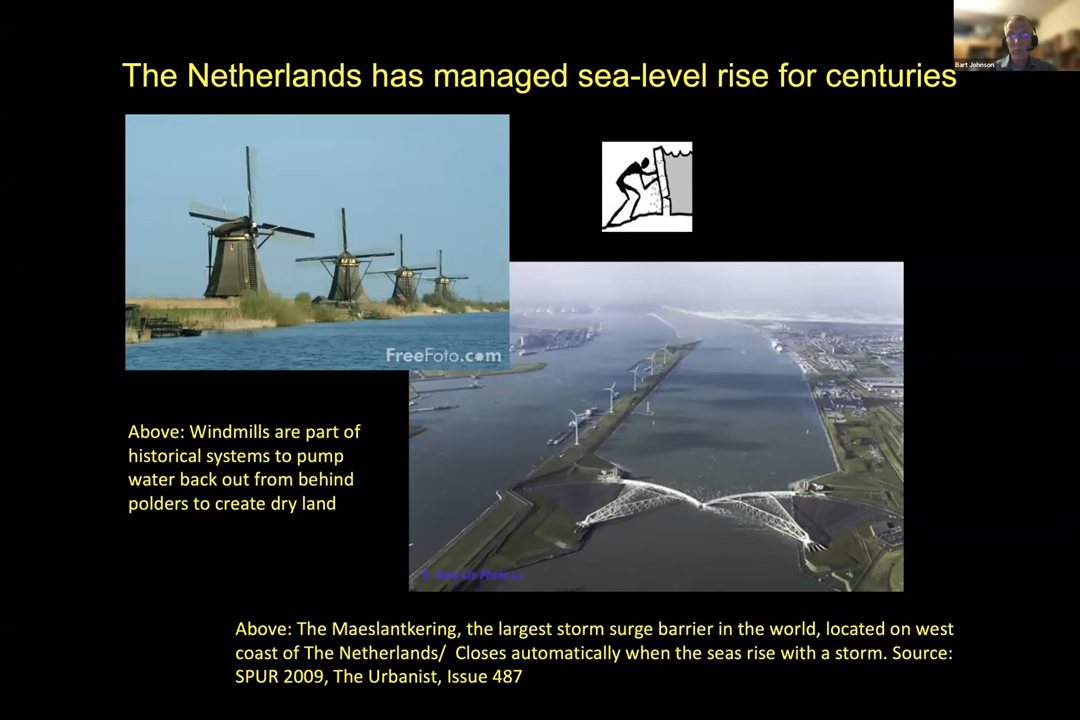 Bart Johnson
The Netherlands has managed sea-level rise for centuries
FreeFoto.com
Above: Windmills are part of
historical systems to pump
water back out from behind
polders to create dry land
Above: The Maeslantkering, the largest storm surge barrier in the world, located on west
coast of The Netherlands/  Closes automatically when the seas rise with a storm. Source:
SPUR 2009, The Urbanist, Issue 487